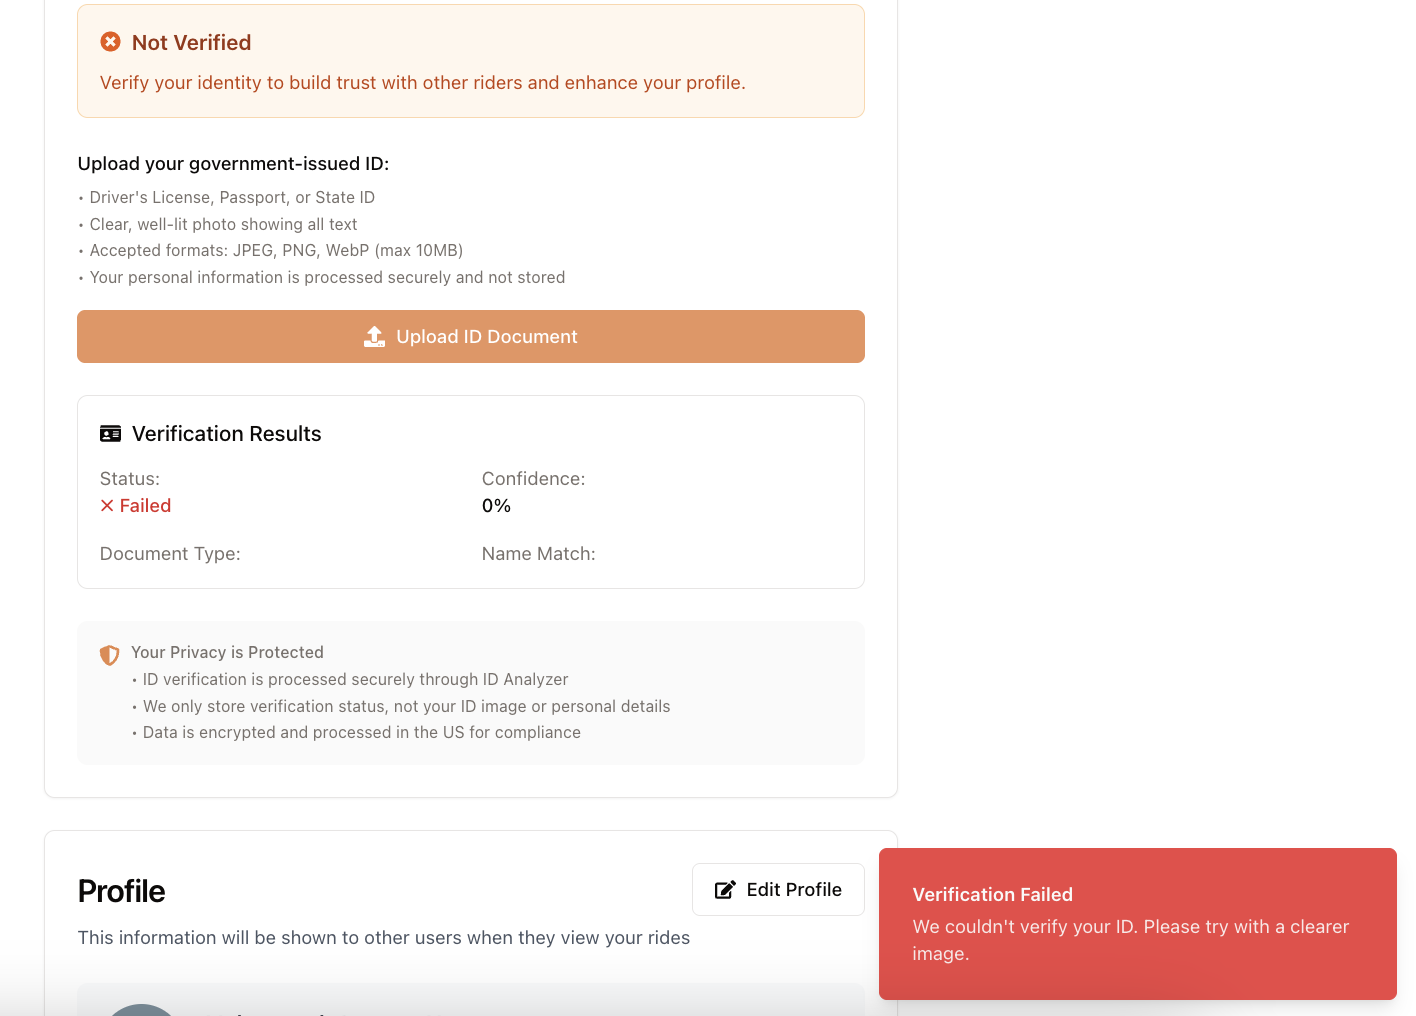 Not Verified
Verify your identity to build trust with other riders and enhance your profile.
Upload your government-issued ID:
• Driver's License, Passport, or State ID
• Clear, well-lit photo showing all text
• Accepted formats: JPEG, PNG, WebP (max 10MB)
• Your personal information is processed securely and not stored
Upload ID Document
Verification Results
Status:
Failed
Confidence:
0%
Document Type:
Name Match:
Your Privacy is Protected
• ID verification is processed securely through ID Analyzer
• We only store verification status, not your ID image or personal details
• Data is encrypted and processed in the US for compliance
Profile
Edit Profile
This information will be shown to other users when they view your rides
Verification Failed
We couldn't verify your ID. Please try with a clearer
image.